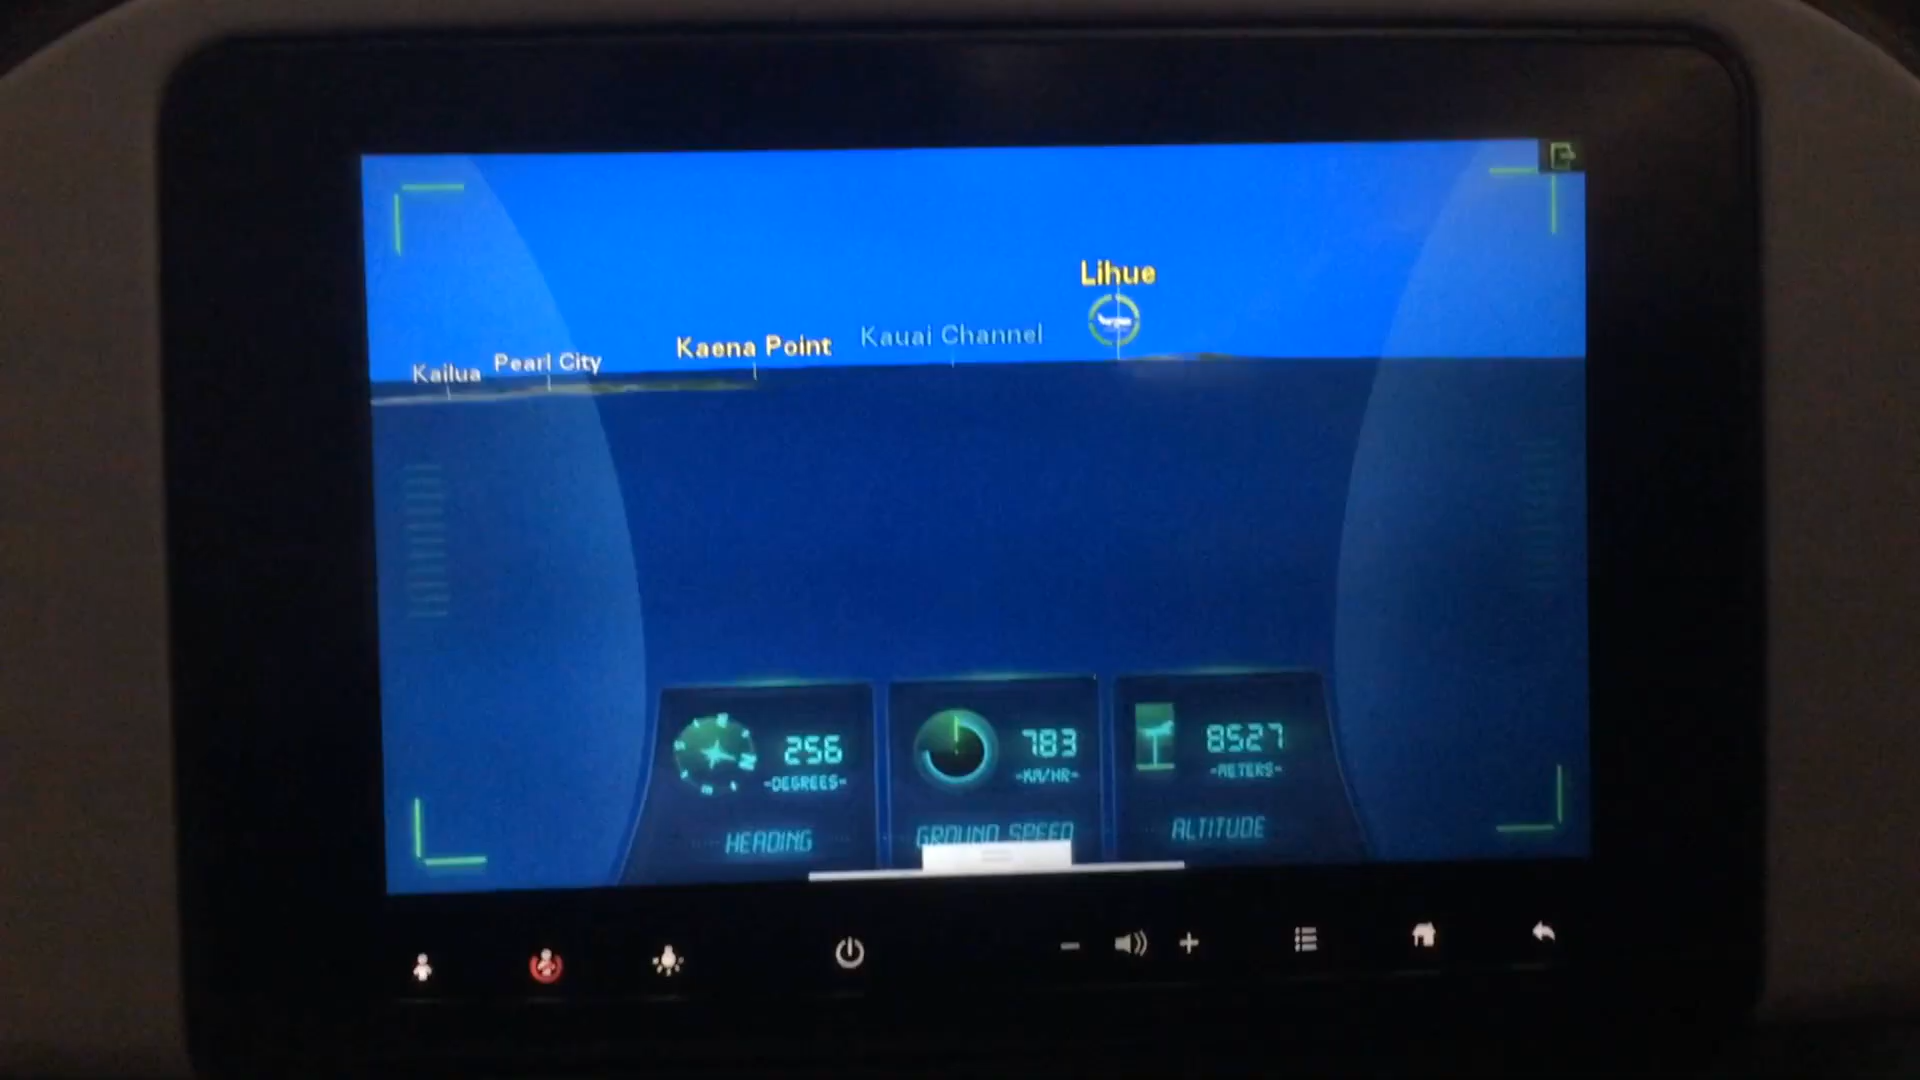 Lihue
Kauai Channel
Kaena Point
Pearl City
Kailua
256
-DEGREES-
HEADING
783
-KM/HR-
GROUND SPEED
8527
-METERS-
ALTITUDE